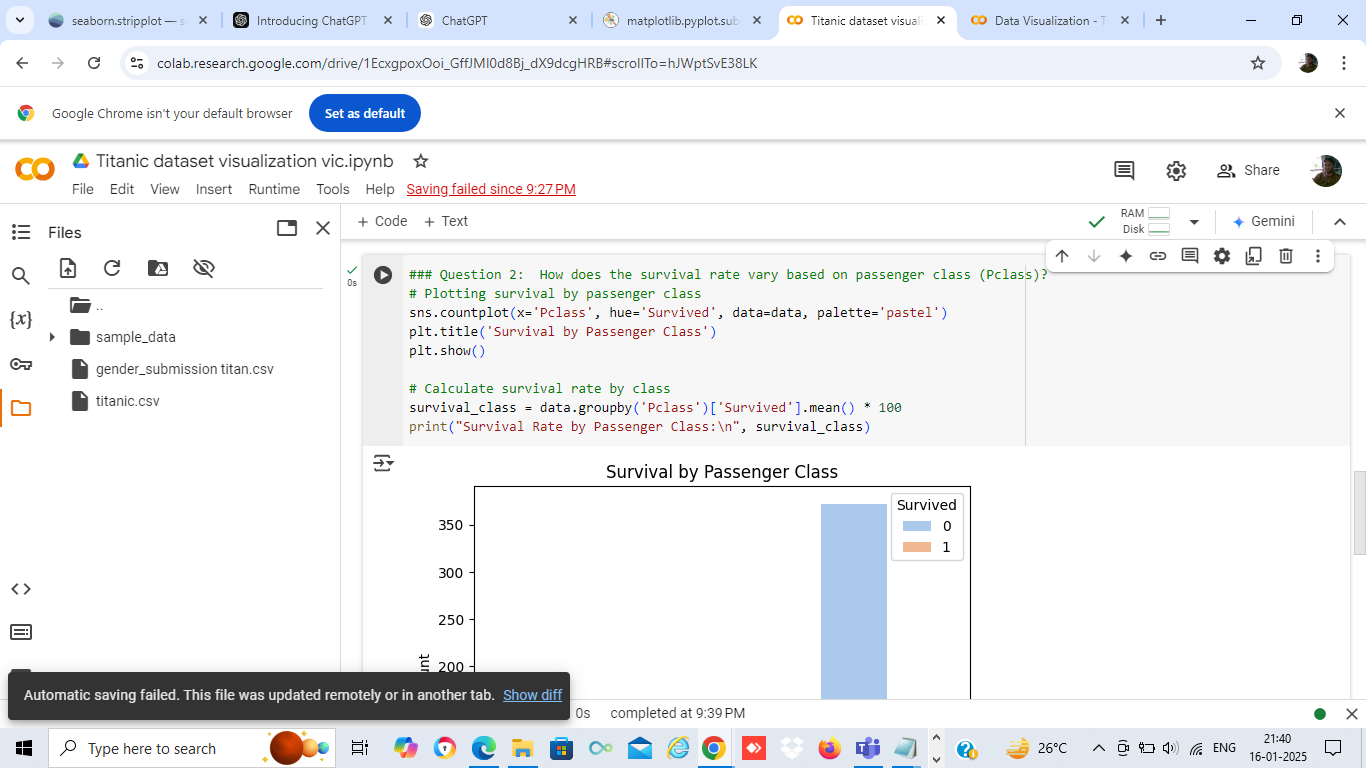 seaborn.stripplot — s
Introducing ChatGPT
ChatGPT
matplotlib.pyplot.sub
Titanic dataset visuali
Data Visualization - T
colab.research.google.com/drive/1EcxgpoxOoi_GffJMI0d8Bj_dX9dcgHRB#scrollTo=hJWptSvE38LK
Google Chrome isn't your default browser
Set as default
Titanic dataset visualization vic.ipynb
File Edit View Insert Runtime Tools Help Saving failed since 9:27 PM
Share
Files
+ Code + Text
RAM
Disk
Gemini
..
sample_data
gender_submission titan.csv
titanic.csv
{x}
0s
### Question 2:  How does the survival rate vary based on passenger class (Pclass)?
# Plotting survival by passenger class
sns.countplot(x='Pclass', hue='Survived', data=data, palette='pastel')
plt.title('Survival by Passenger Class')
plt.show()
# Calculate survival rate by class
survival_class = data.groupby('Pclass')['Survived'].mean() * 100
print("Survival Rate by Passenger Class:\n", survival_class)
Survival by Passenger Class
Survived
0
1
350
300
250
200
Automatic saving failed. This file was updated remotely or in another tab. Show diff
0s completed at 9:39 PM
Type here to search
26°C
ENG
21:40
16-01-2025